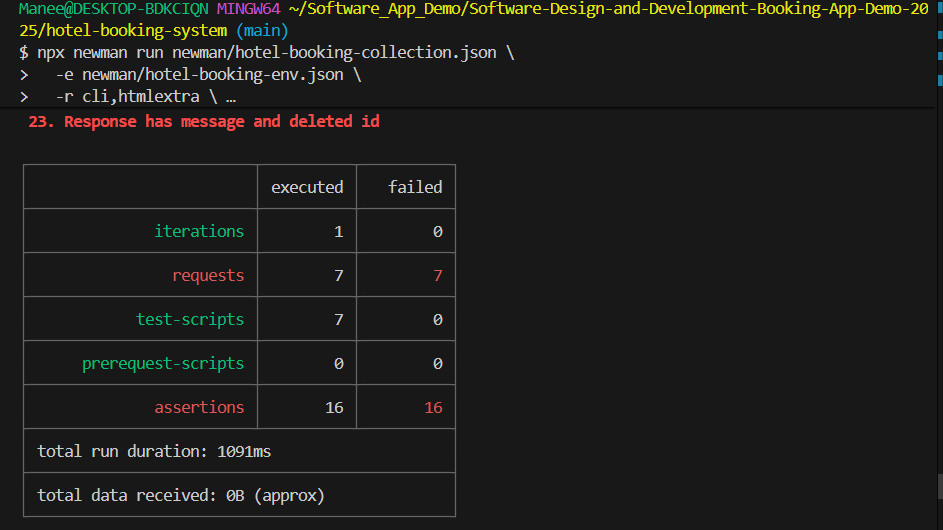 Manee@DESKTOP-BDKCIQN MINGW64 ~/Software_App_Demo/Software-Design-and-Development-Booking-App-Demo-20
25/hotel-booking-system (main)
$ npx newman run newman/hotel-booking-collection.json \
>   -e newman/hotel-booking-env.json \
>   -r cli,htmlextra \ …
23. Response has message and deleted id
executed failed
iterations 1 0
requests 7 7
test-scripts 7 0
prerequest-scripts 0 0
assertions 16 16
total run duration: 1091ms
total data received: 0B (approx)